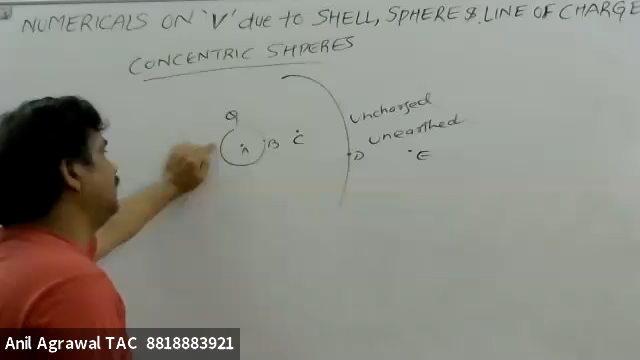 NUMERICALS ON 'V' due to SHELL, SPHERE & LINE OF CHARGE
CONCENTRIC SHPERES
Q
Uncharged
Unearthed
A
B
C
D
E
Anil Agrawal TAC 8818883921